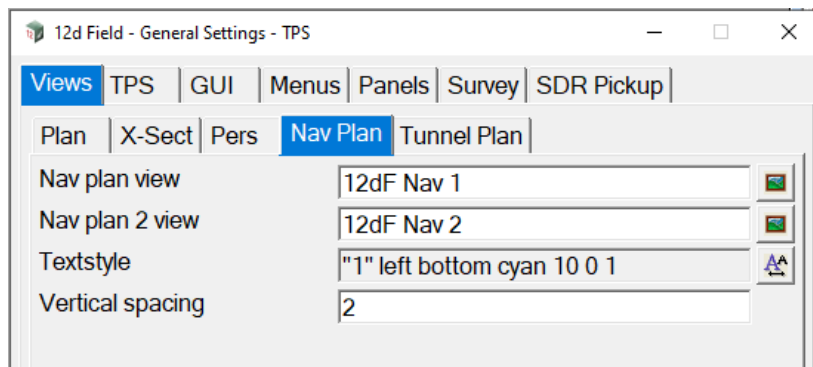 12d Field - General Settings - TPS
Views TPS GUI Menus Panels Survey SDR Pickup
Plan X-Sect Pers Nav Plan Tunnel Plan
Nav plan view 12dF Nav 1
Nav plan 2 view 12dF Nav 2
Textstyle "1" left bottom cyan 10 0 1
Vertical spacing 2